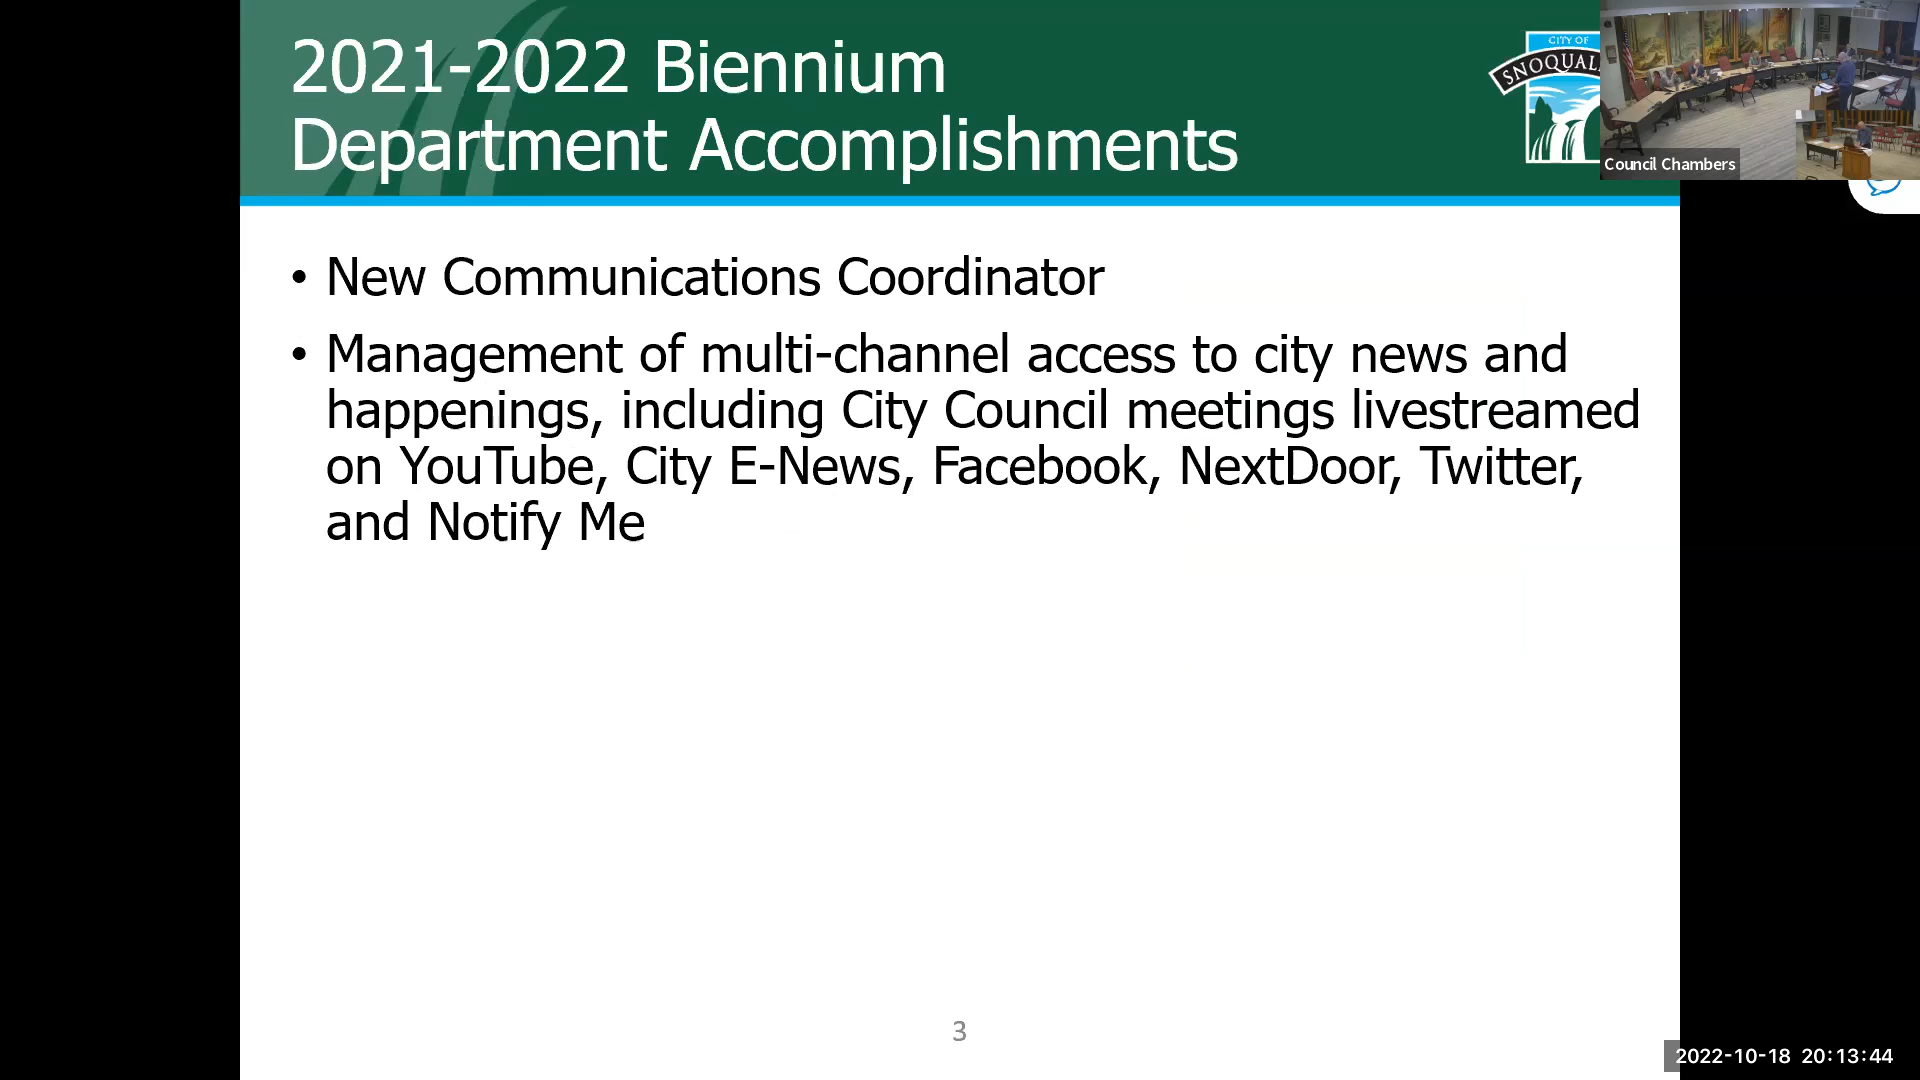 2021-2022 Biennium
Department Accomplishments
CITY OF
Council Chambers
• New Communications Coordinator
• Management of multi-channel access to city news and
happenings, including City Council meetings livestreamed
on YouTube, City E-News, Facebook, NextDoor, Twitter,
and Notify Me
3
2022-10-18 20:13:44